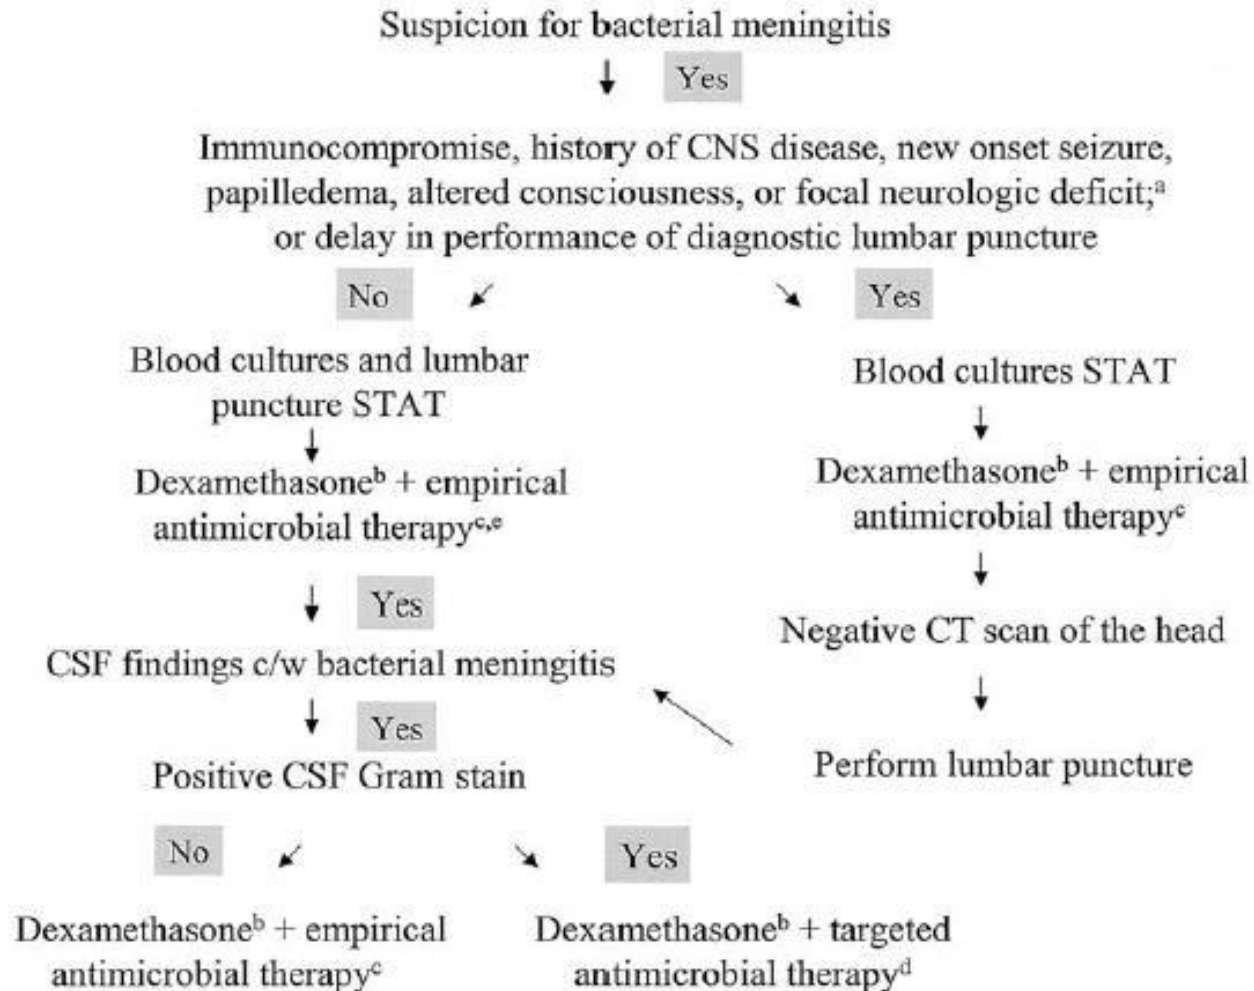 Suspicion for bacterial meningitis
Yes
Immunocompromise, history of CNS disease, new onset seizure,
papilledema, altered consciousness, or focal neurologic deficit;ᵃ
or delay in performance of diagnostic lumbar puncture
No
Yes
Blood cultures and lumbar
puncture STAT
Dexamethasoneᵇ + empirical
antimicrobial therapyᶜ,ᵉ
Yes
CSF findings c/w bacterial meningitis
Yes
Positive CSF Gram stain
Blood cultures STAT
Dexamethasoneᵇ + empirical
antimicrobial therapyᶜ
Negative CT scan of the head
Perform lumbar puncture
No
Yes
Dexamethasoneᵇ + empirical
antimicrobial therapyᶜ
Dexamethasoneᵇ + targeted
antimicrobial therapyᵈ